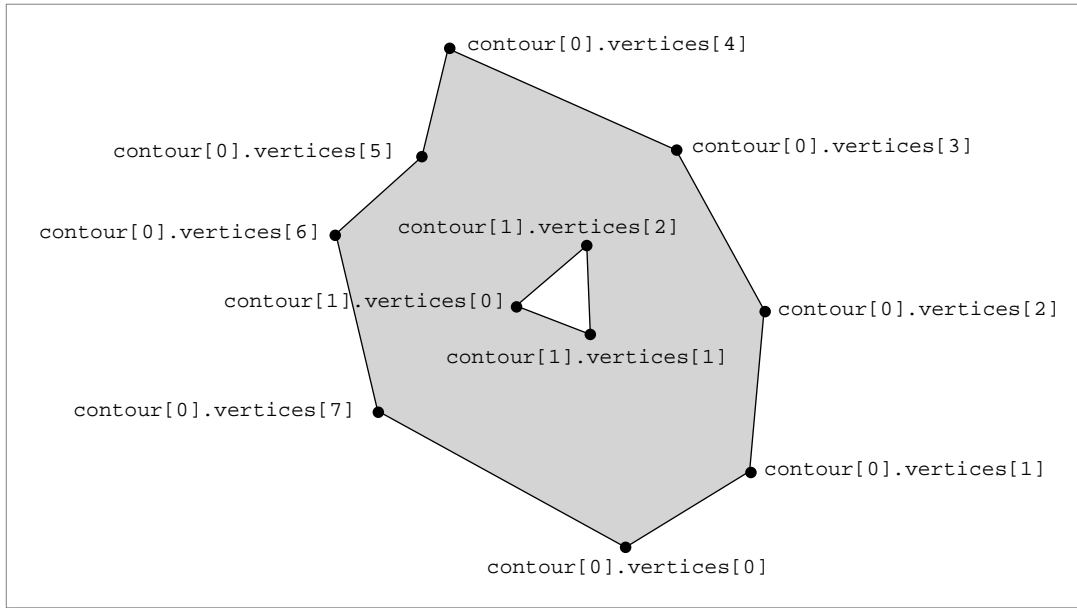 contour[0].vertices[4]
contour[0].vertices[5]
contour[0].vertices[3]
contour[0].vertices[6]
contour[1].vertices[2]
contour[1].vertices[0]
contour[0].vertices[2]
contour[1].vertices[1]
contour[0].vertices[7]
contour[0].vertices[1]
contour[0].vertices[0]